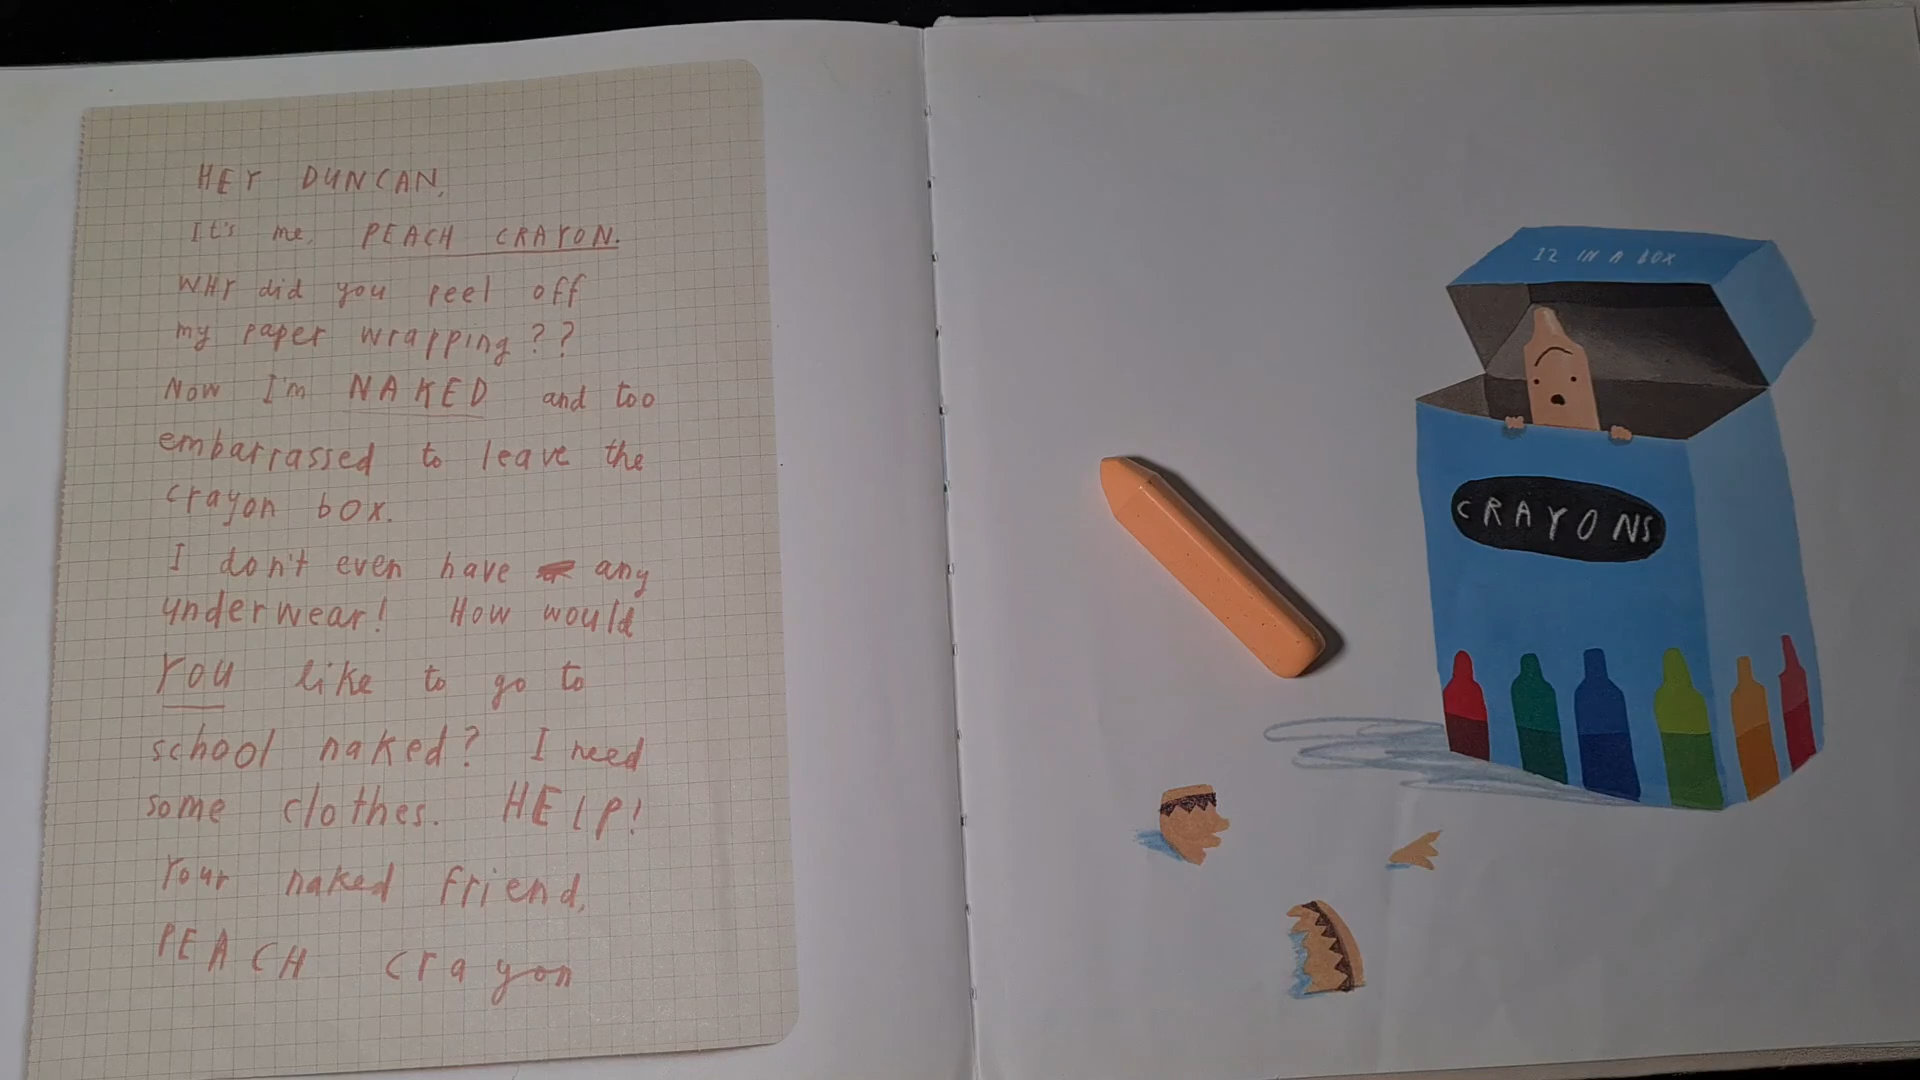 HEY DUNCAN,
It's me, PEACH CRAYON.
WHY did you peel off
my paper wrapping??
Now I'm NAKED and too
embarrassed to leave the
crayon box.
I don't even have any
underwear! How would
YOU like to go to
school naked? I need
some clothes. HELP!
Your naked friend,
PEACH crayon
12 IN A BOX
CRAYONS